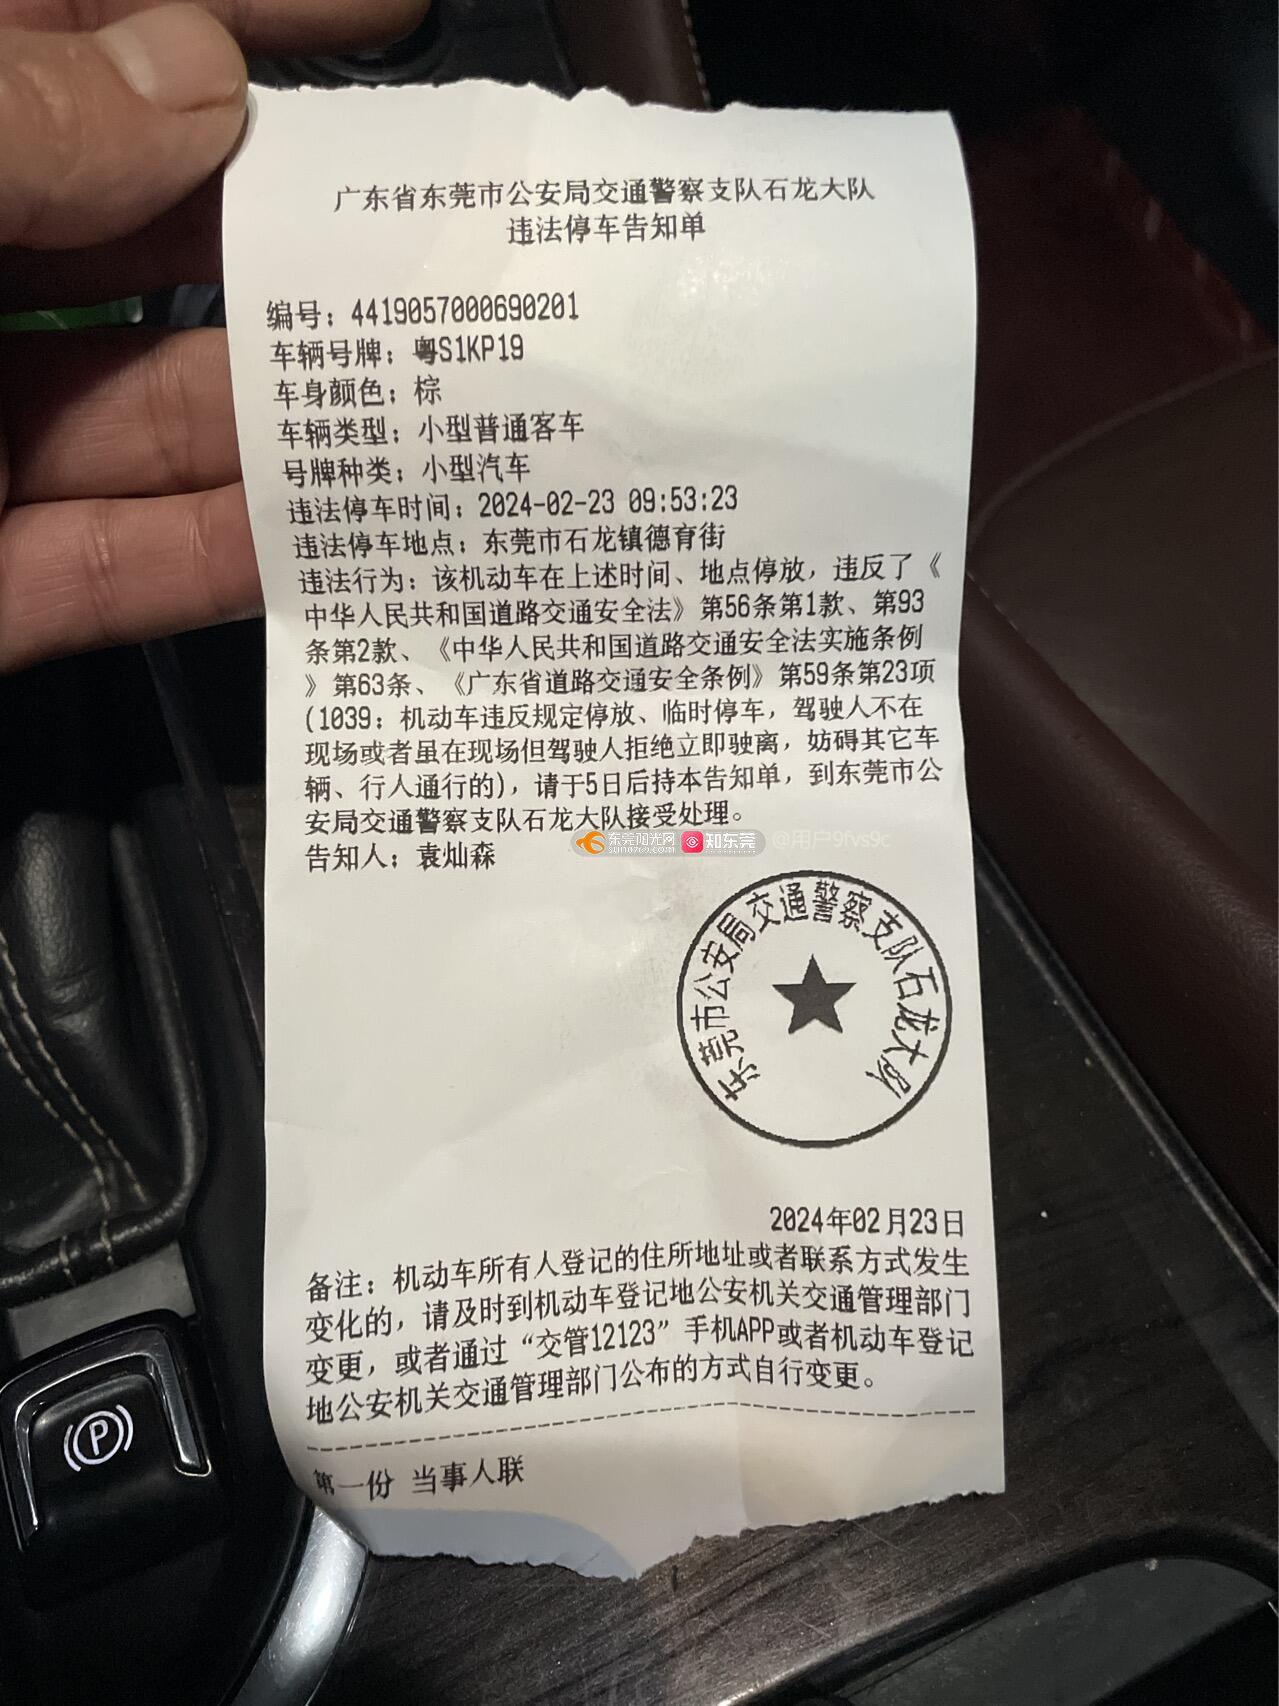 广东省东莞市公安局交通警察支队石龙大队
违法停车告知单
编号：4419057000690201
车辆号牌：粤S1KP19
车身颜色：棕
车辆类型：小型普通客车
号牌种类：小型汽车
违法停车时间：2024-02-23 09:53:23
违法停车地点：东莞市石龙镇德育街
违法行为：该机动车在上述时间、地点停放，违反了《
中华人民共和国道路交通安全法》第56条第1款、第93
条第2款、《中华人民共和国道路交通安全法实施条例
》第63条、《广东省道路交通安全条例》第59条第23项
(1039：机动车违反规定停放、临时停车，驾驶人不在
现场或者虽在现场但驾驶人拒绝立即驶离，妨碍其它车
辆、行人通行的)，请于5日后持本告知单，到东莞市公
安局交通警察支队石龙大队接受处理。
告知人：袁灿森
东莞阳光网
sun0769.com
知东莞
@用户9fvs9c
东莞市公安局交通警察支队石龙大队
2024年02月23日
备注：机动车所有人登记的住所地址或者联系方式发生
变化的，请及时到机动车登记地公安机关交通管理部门
变更，或者通过“交管12123”手机APP或者机动车登记
地公安机关交通管理部门公布的方式自行变更。
第一份 当事人联
P